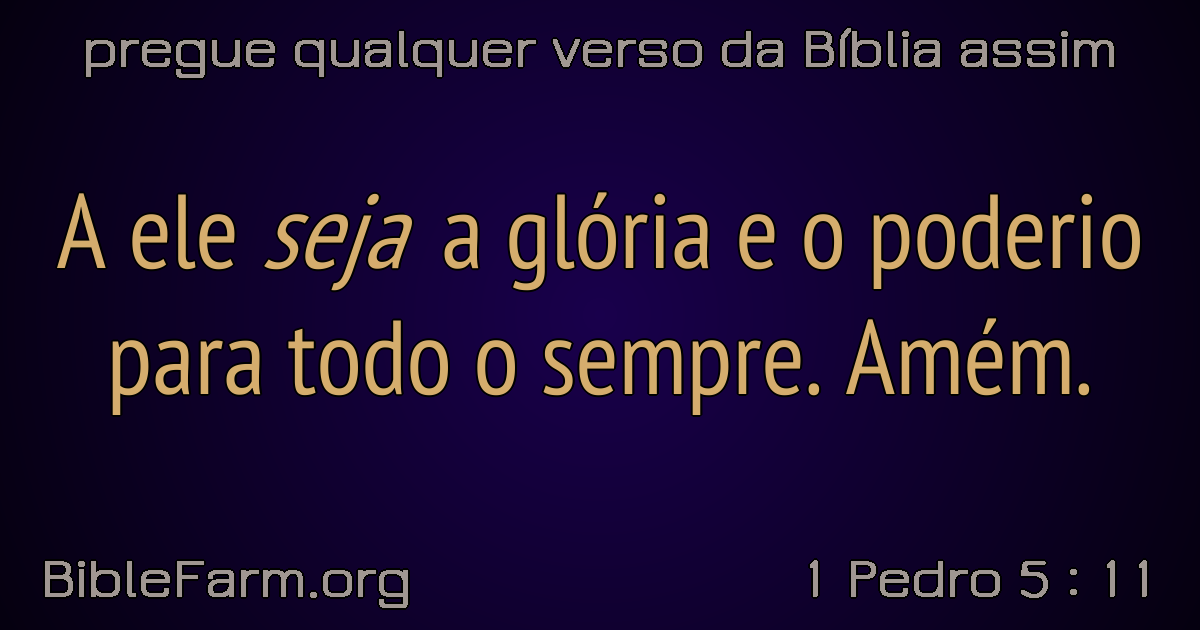 pregue qualquer verso da Bíblia assim
A ele seja a glória e o poderio
para todo o sempre. Amém.
BibleFarm.org
1 Pedro 5 : 11